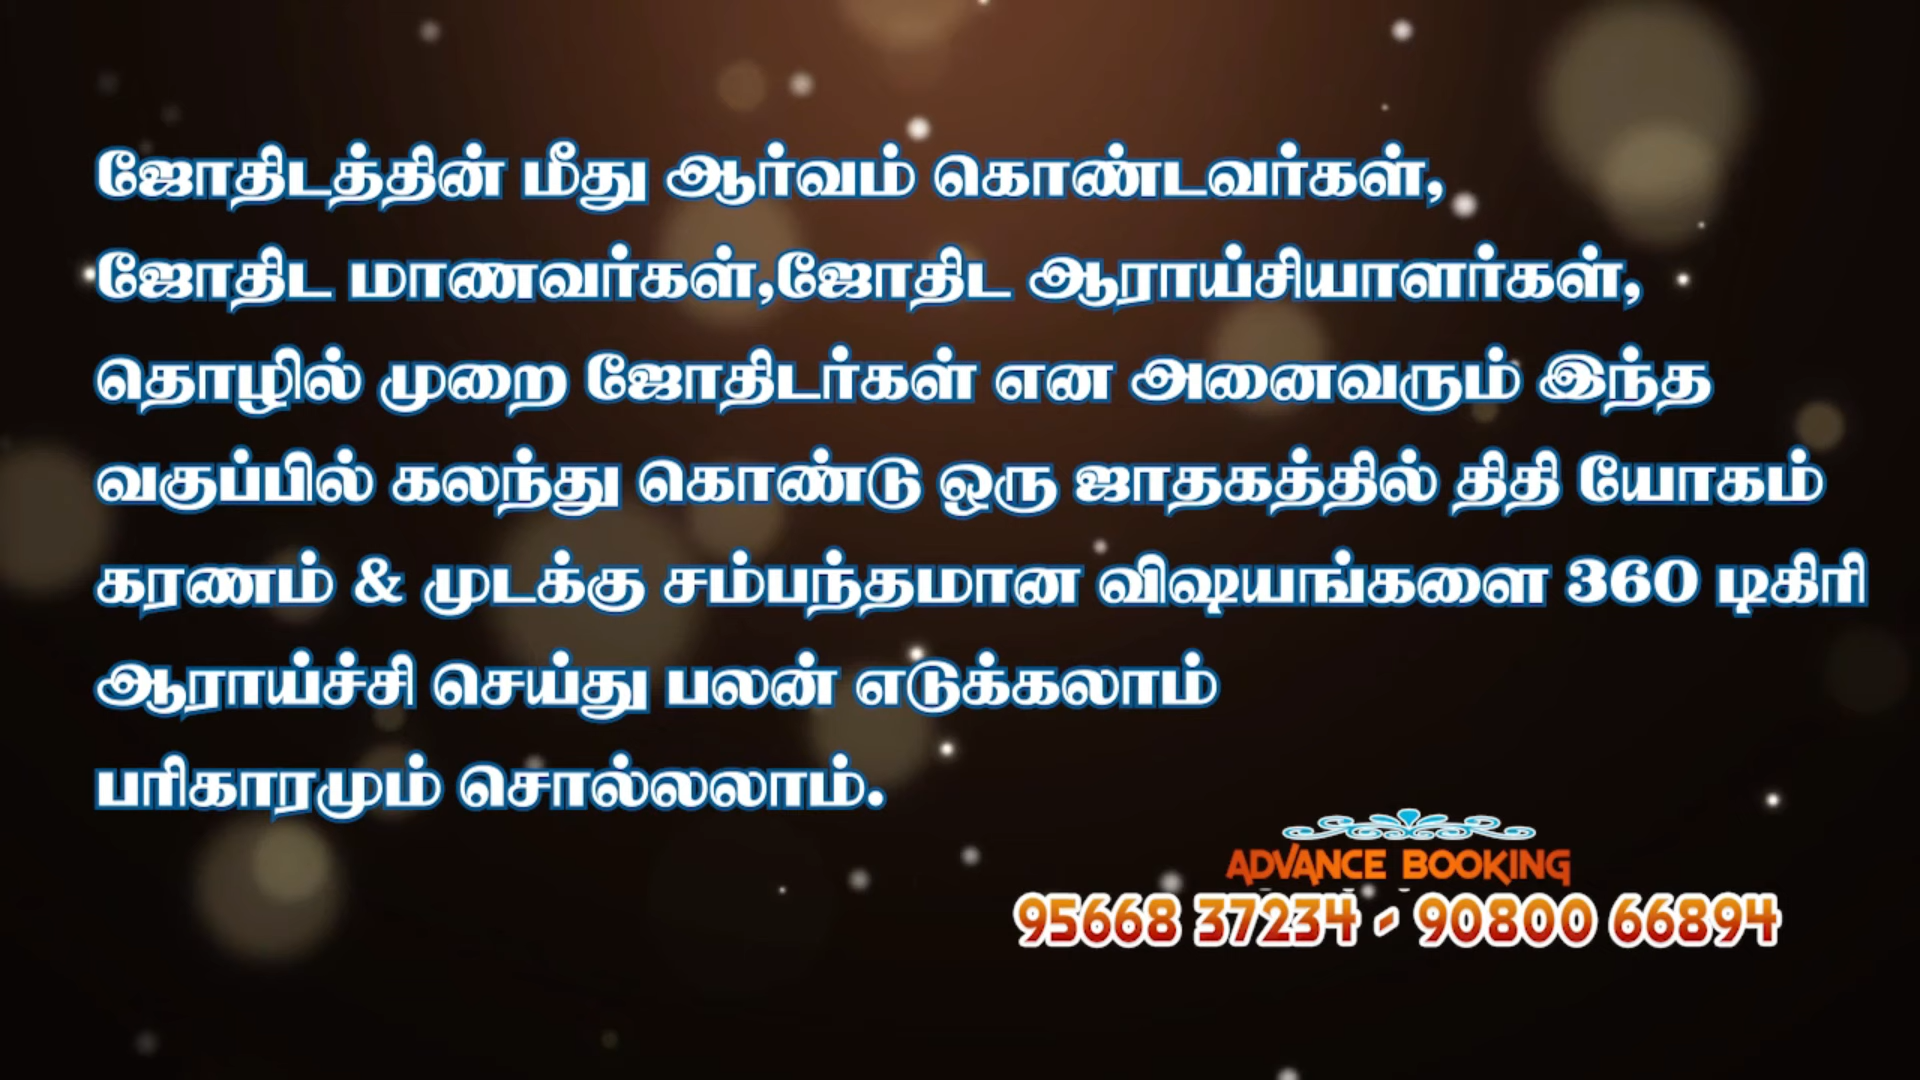 ஜோதிடத்தின் மீது ஆர்வம் கொண்டவர்கள்,
ஜோதிட மாணவர்கள்,ஜோதிட ஆராய்சியாளர்கள்,
தொழில் முறை ஜோதிடர்கள் என அனைவரும் இந்த
வகுப்பில் கலந்து கொண்டு ஒரு ஜாதகத்தில் திதி யோகம்
கரணம் & முடக்கு சம்பந்தமான விஷயங்களை 360 டிகிரி
ஆராய்ச்சி செய்து பலன் எடுக்கலாம்
பரிகாரமும் சொல்லலாம்.
ADVANCE BOOKING
95668 37234 - 90800 66894